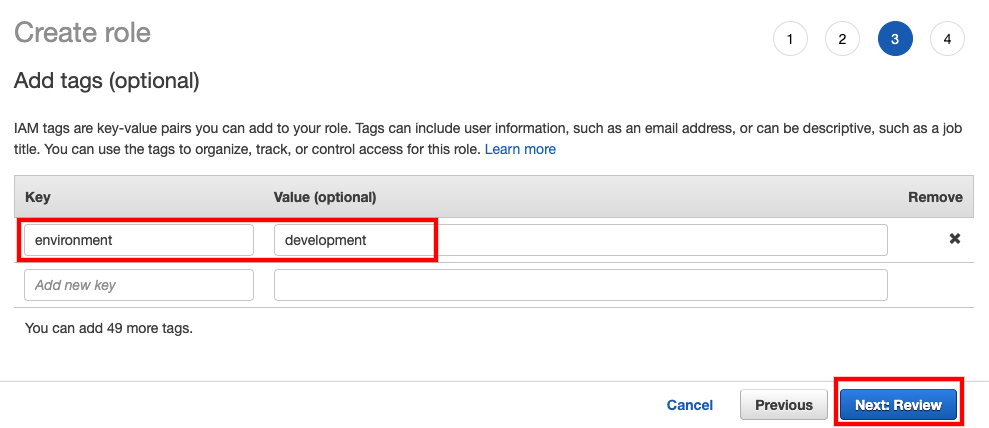 Create role
1 2 3 4
Add tags (optional)
IAM tags are key-value pairs you can add to your role. Tags can include user information, such as an email address, or can be descriptive, such as a job
title. You can use the tags to organize, track, or control access for this role. Learn more
Key Value (optional) Remove
environment development ✖
Add new key
You can add 49 more tags.
Cancel Previous Next: Review